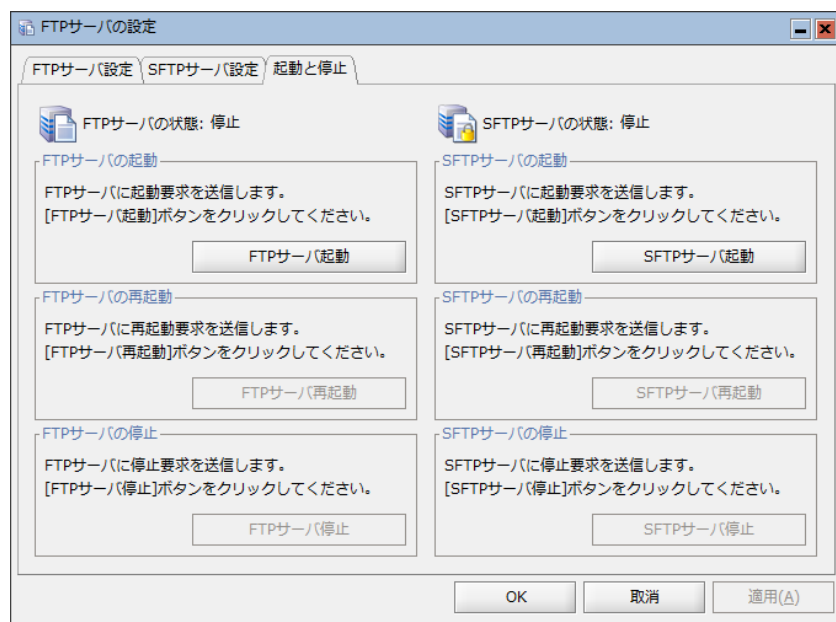 FTPサーバの設定
FTPサーバ設定
SFTPサーバ設定
起動と停止
FTPサーバの状態: 停止
FTPサーバの起動
FTPサーバに起動要求を送信します。
[FTPサーバ起動]ボタンをクリックしてください。
FTPサーバ起動
FTPサーバの再起動
FTPサーバに再起動要求を送信します。
[FTPサーバ再起動]ボタンをクリックしてください。
FTPサーバ再起動
FTPサーバの停止
FTPサーバに停止要求を送信します。
[FTPサーバ停止]ボタンをクリックしてください。
FTPサーバ停止
SFTPサーバの状態: 停止
SFTPサーバの起動
SFTPサーバに起動要求を送信します。
[SFTPサーバ起動]ボタンをクリックしてください。
SFTPサーバ起動
SFTPサーバの再起動
SFTPサーバに再起動要求を送信します。
[SFTPサーバ再起動]ボタンをクリックしてください。
SFTPサーバ再起動
SFTPサーバの停止
SFTPサーバに停止要求を送信します。
[SFTPサーバ停止]ボタンをクリックしてください。
SFTPサーバ停止
OK
取消
適用(A)